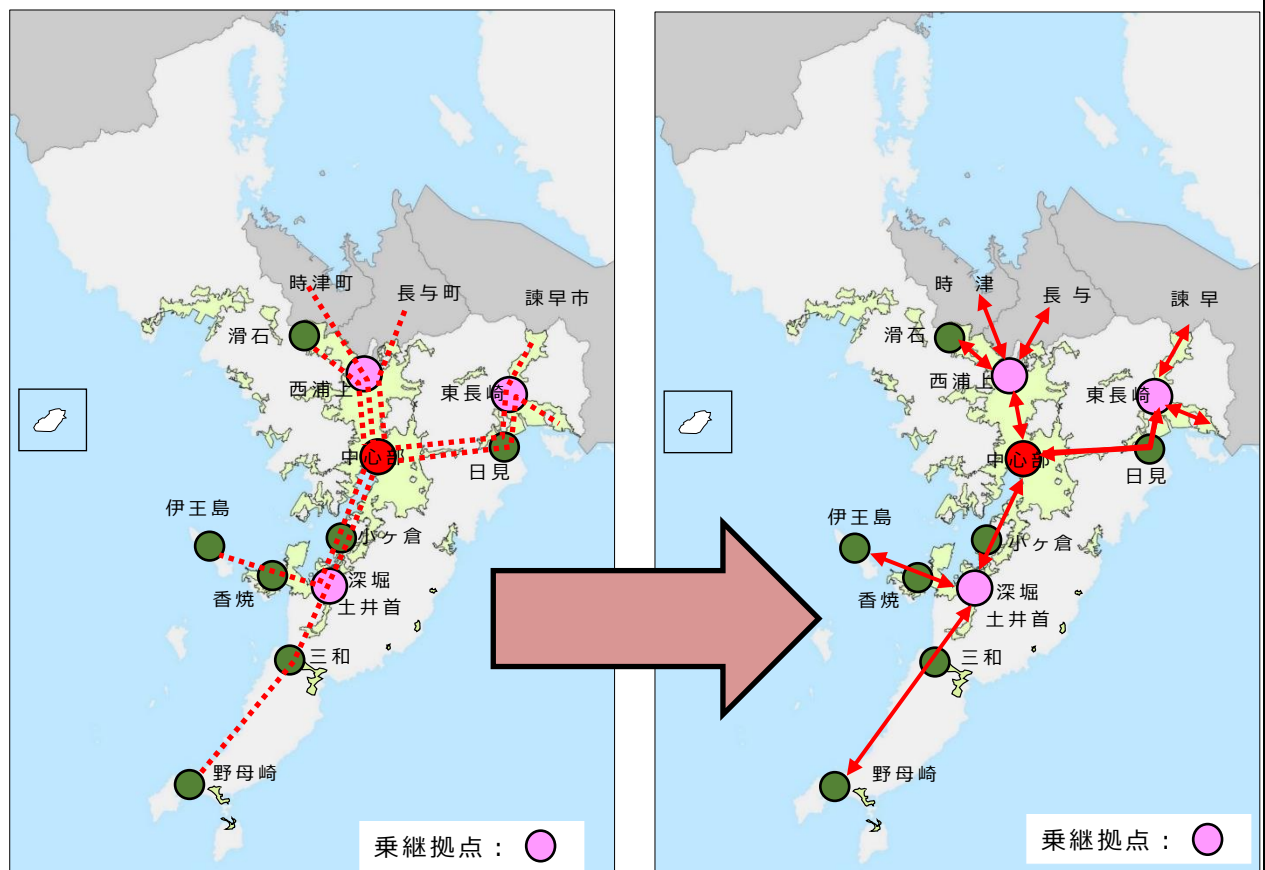 時津町
長与町
諫早市
滑石
西浦上
東長崎
中心部
日見
伊王島
小ヶ倉
香焼
深堀
土井首
三和
野母崎
乗継拠点：
時 津
長 与
諫早
滑石
西浦上
東長崎
中心部
日見
伊王島
小ヶ倉
香焼
深堀
土井首
三和
野母崎
乗継拠点：